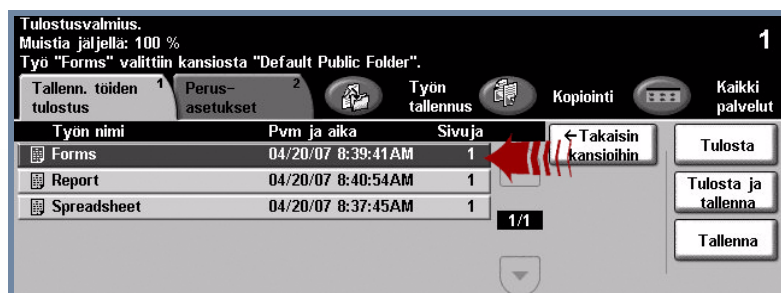 Tulostusvalmius.
Muistia jäljellä: 100 %
1
Työ "Forms" valittiin kansiosta "Default Public Folder".
Tallenn. töiden tulostus 1
Perus-asetukset 2
Työn tallennus
Kopiointi
Kaikki palvelut
Työn nimi Pvm ja aika Sivuja
Forms 04/20/07 8:39:41AM 1
Report 04/20/07 8:40:54AM 1
Spreadsheet 04/20/07 8:37:45AM 1
1/1
←Takaisin
kansioihin
Tulosta
Tulosta ja
tallenna
Tallenna